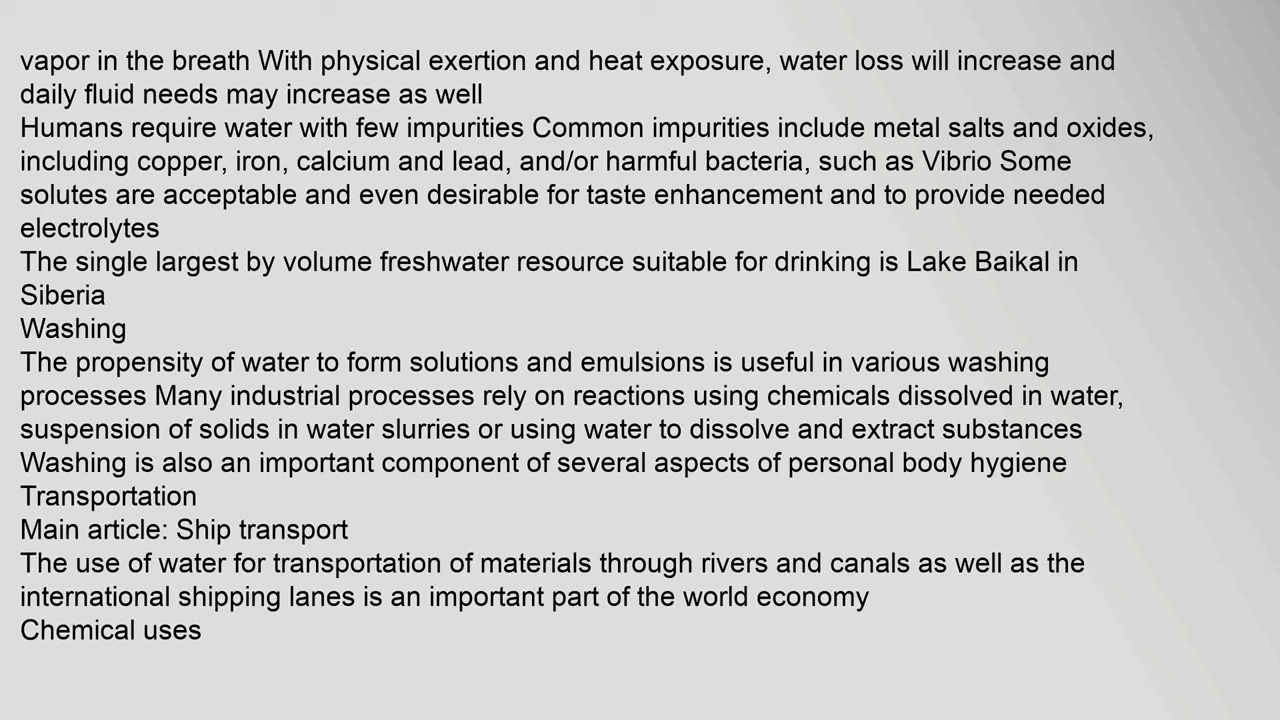 vapor in the breath With physical exertion and heat exposure, water loss will increase and
daily fluid needs may increase as well
Humans require water with few impurities Common impurities include metal salts and oxides,
including copper, iron, calcium and lead, and/or harmful bacteria, such as Vibrio Some
solutes are acceptable and even desirable for taste enhancement and to provide needed
electrolytes
The single largest by volume freshwater resource suitable for drinking is Lake Baikal in
Siberia
Washing
The propensity of water to form solutions and emulsions is useful in various washing
processes Many industrial processes rely on reactions using chemicals dissolved in water,
suspension of solids in water slurries or using water to dissolve and extract substances
Washing is also an important component of several aspects of personal body hygiene
Transportation
Main article: Ship transport
The use of water for transportation of materials through rivers and canals as well as the
international shipping lanes is an important part of the world economy
Chemical uses